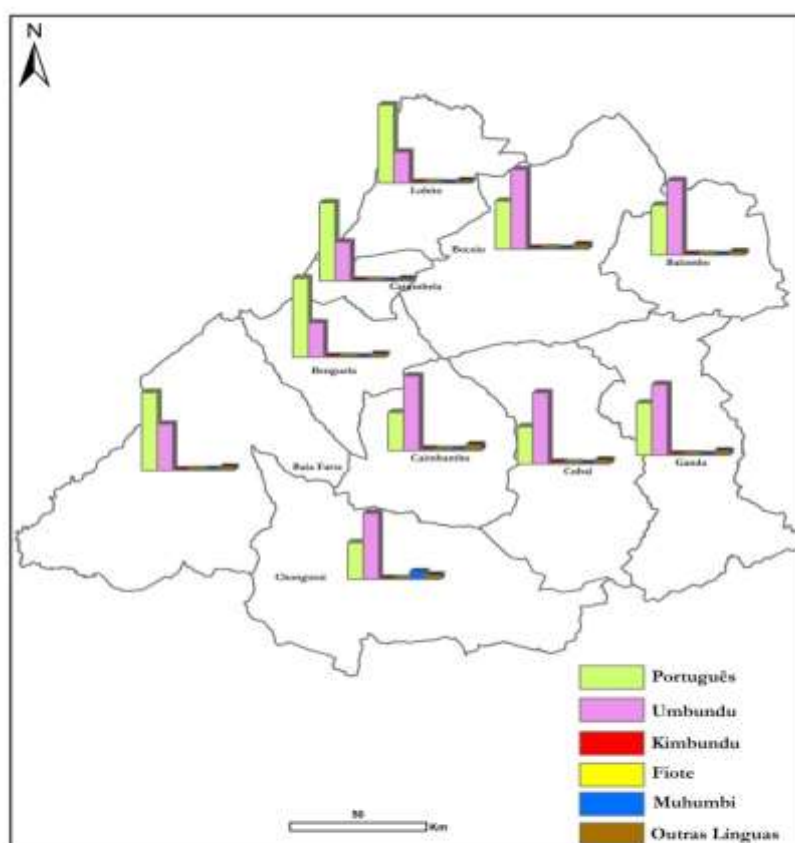 N
Lobito
Bocoio
Balombo
Catumbela
Benguela
Baía Farta
Caimbambo
Cubal
Ganda
Chongoroi
Português
Umbundu
Kimbundu
Fiote
Muhumbi
Outras Línguas
50
Km